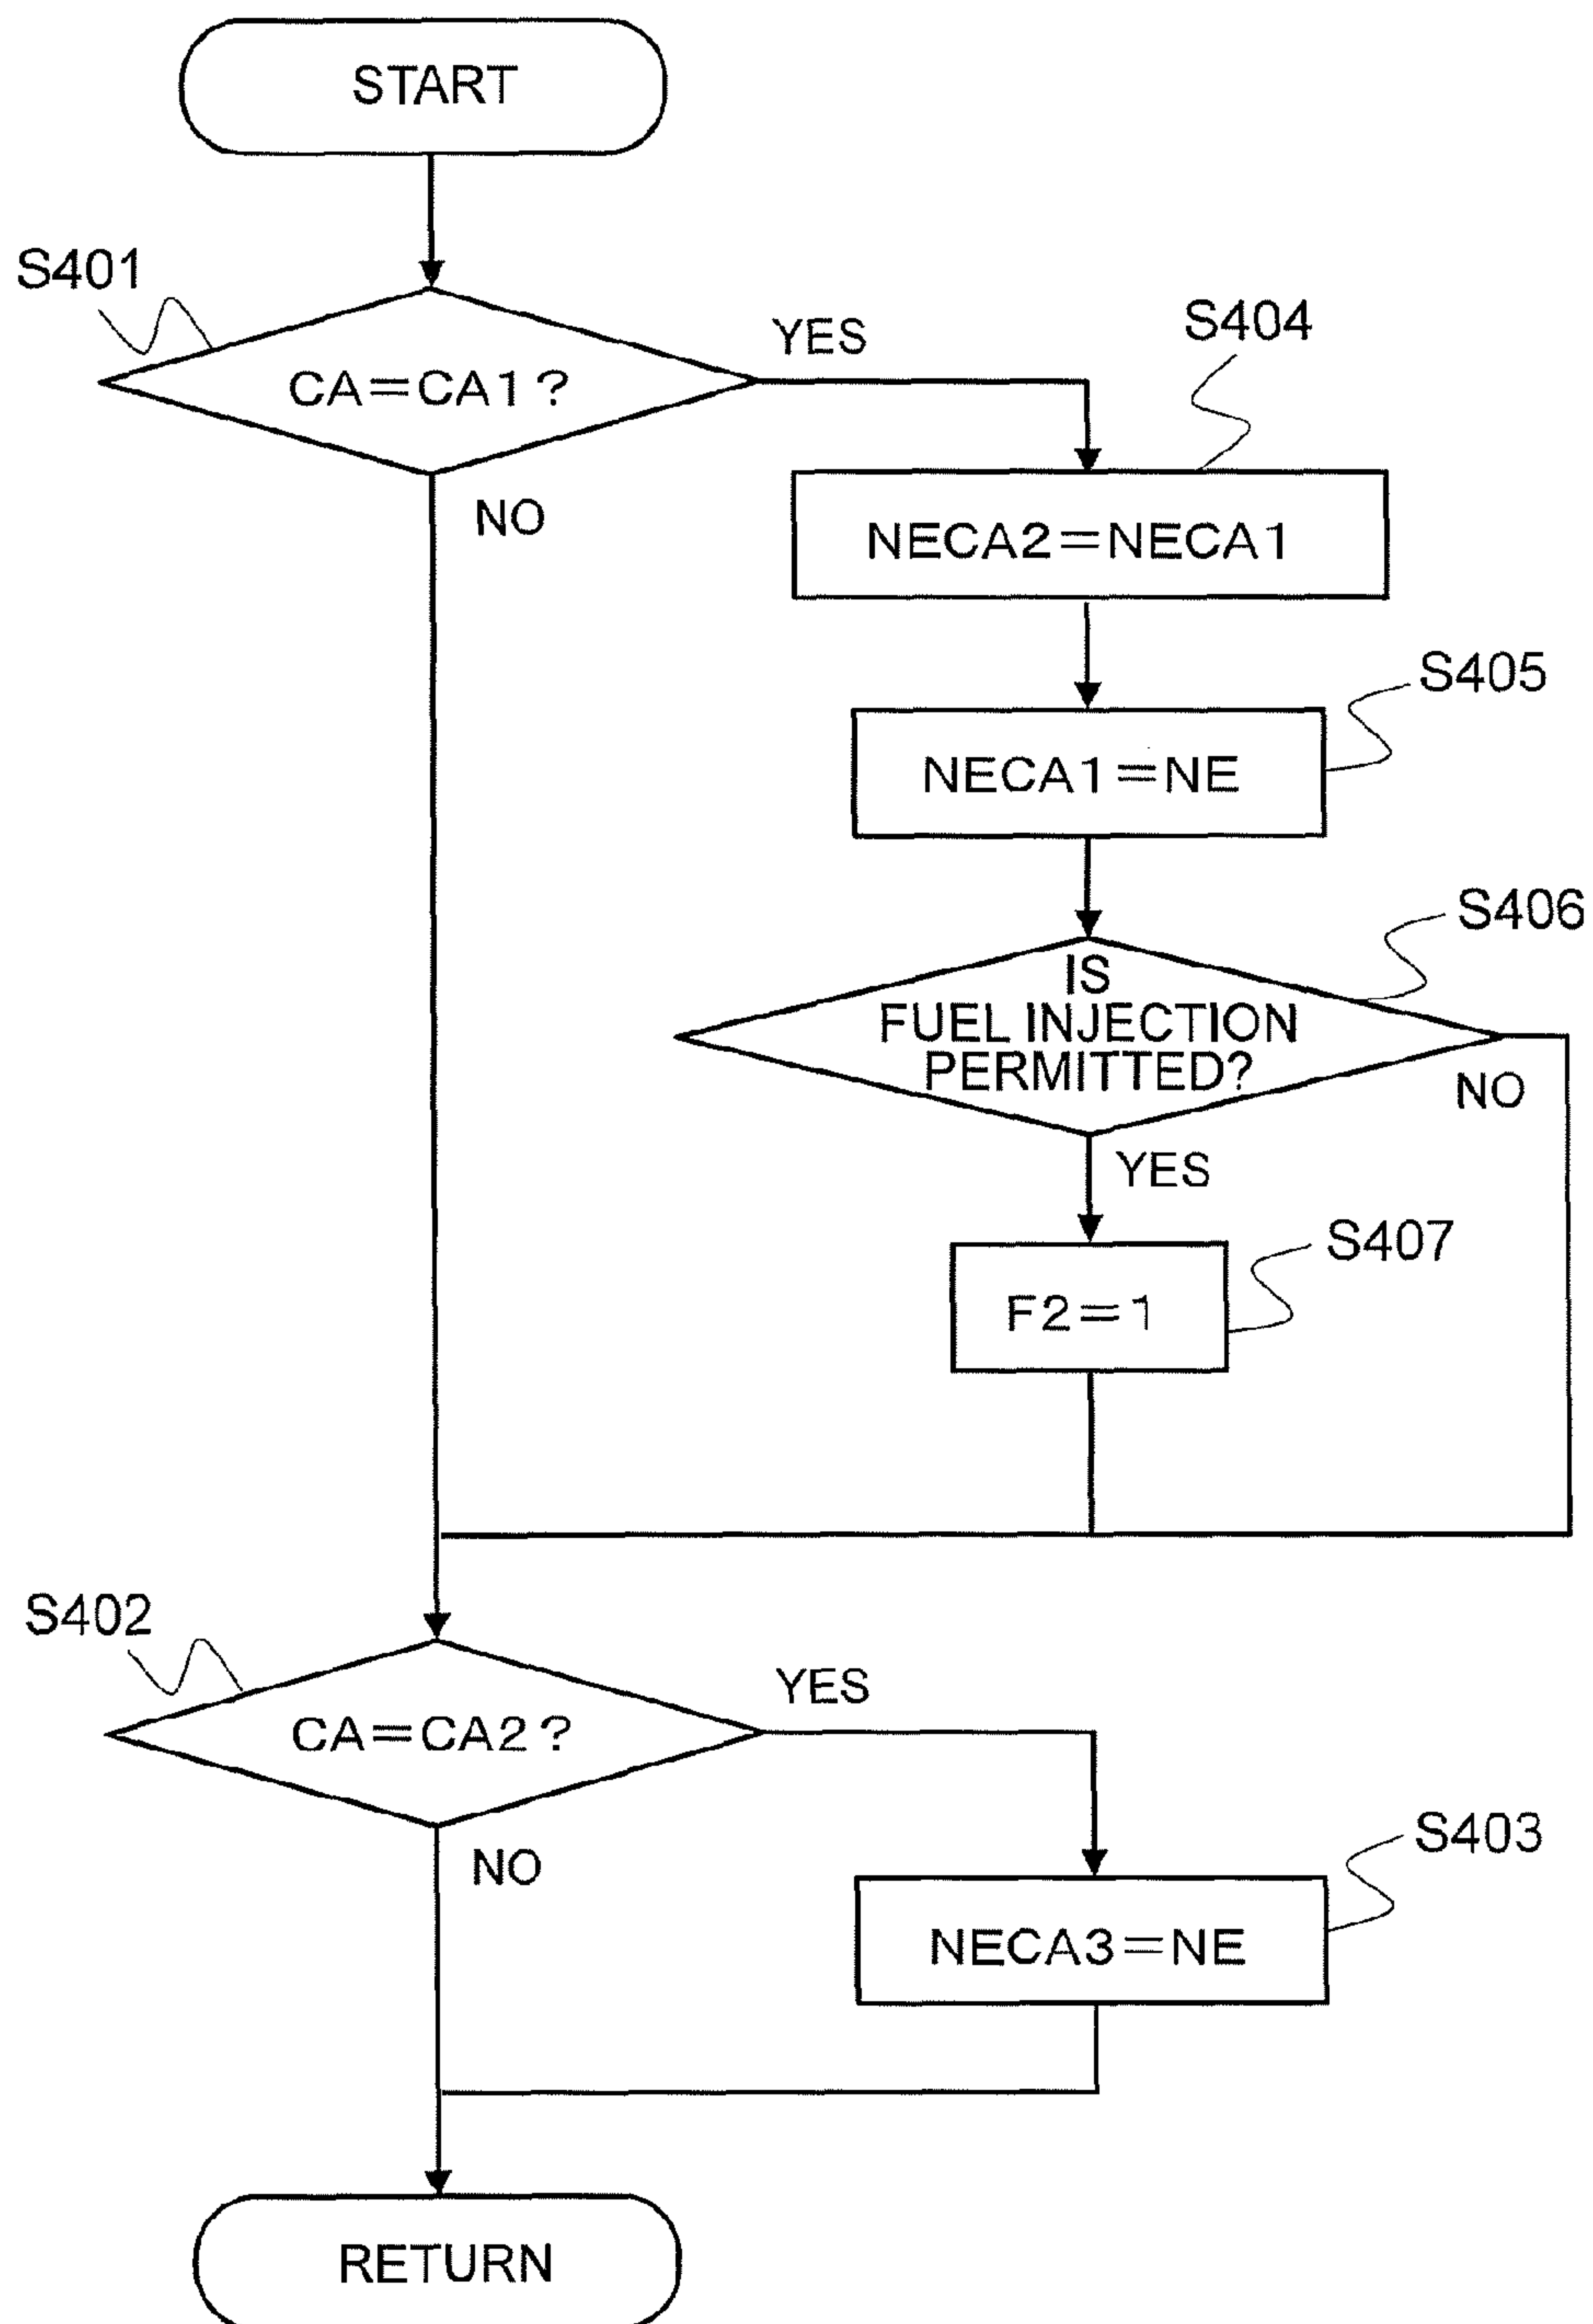 START
S401
CA=CA1?
YES
NO
S404
NECA2=NECA1
S405
NECA1=NE
S406
IS
FUEL INJECTION
PERMITTED?
NO
YES
S407
F2=1
S402
CA=CA2?
YES
NO
S403
NECA3=NE
RETURN